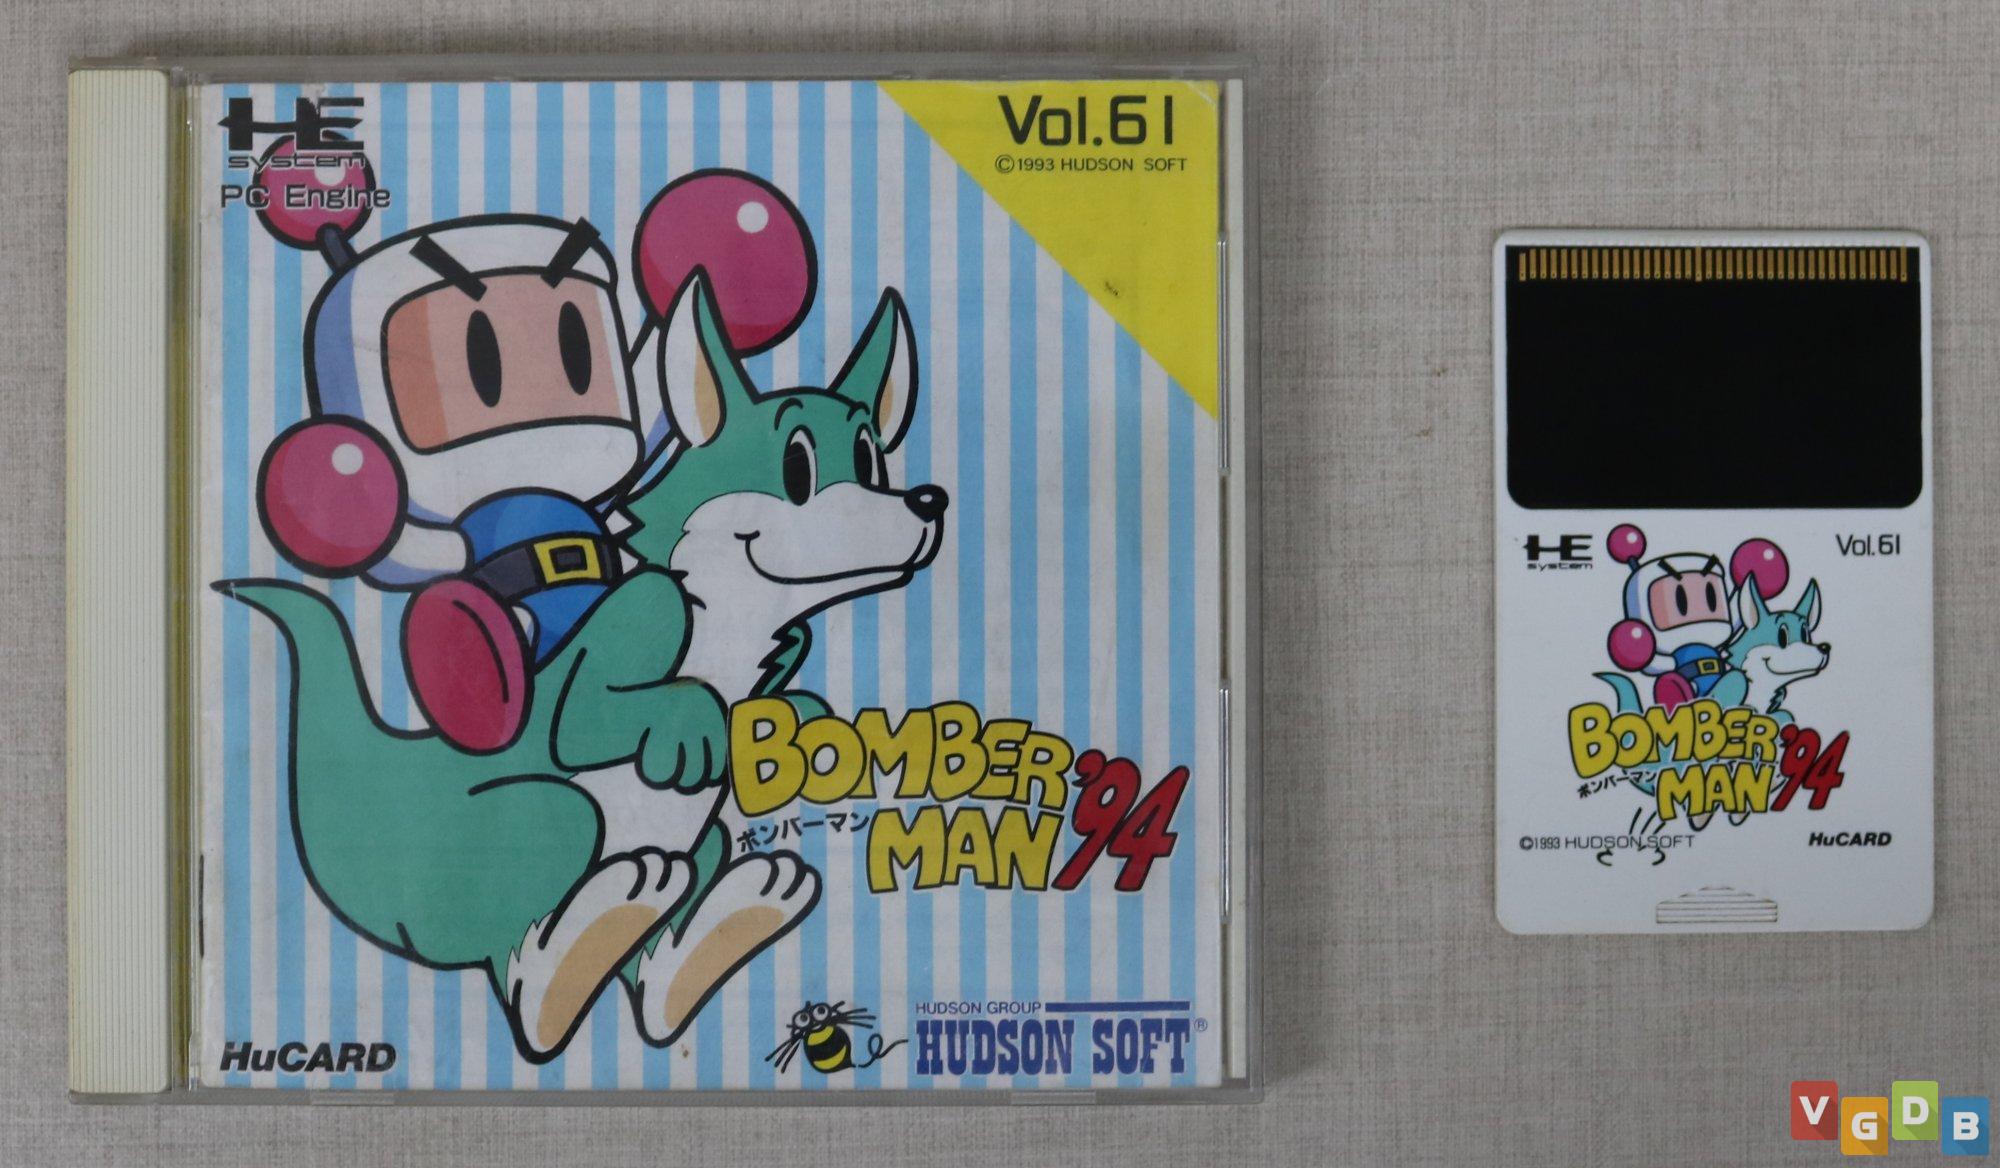 HE
system
PC Engine
Vol.61
©1993 HUDSON SOFT
BOMBER
MAN '94
ボンバーマン
HuCARD
HUDSON GROUP
HUDSON SOFT®
HE
system
Vol.61
BOMBER
MAN '94
ボンバーマン
©1993 HUDSON SOFT
HuCARD
VGDB